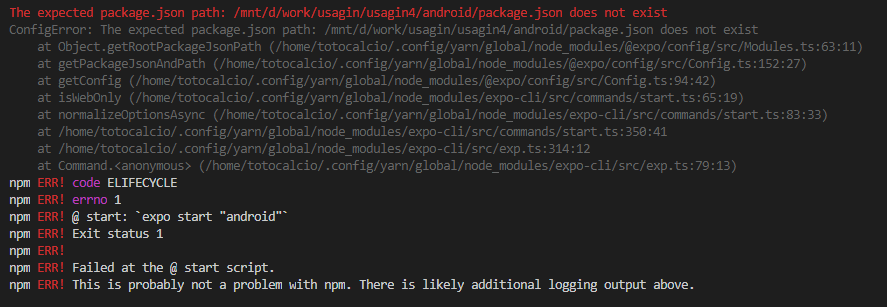 The expected package.json path: /mnt/d/work/usagin/usagin4/android/package.json does not exist
ConfigError: The expected package.json path: /mnt/d/work/usagin/usagin4/android/package.json does not exist
    at Object.getRootPackageJsonPath (/home/totocalcio/.config/yarn/global/node_modules/@expo/config/src/Modules.ts:63:11)
    at getPackageJsonAndPath (/home/totocalcio/.config/yarn/global/node_modules/@expo/config/src/Config.ts:152:27)
    at getConfig (/home/totocalcio/.config/yarn/global/node_modules/@expo/config/src/Config.ts:94:42)
    at isWebOnly (/home/totocalcio/.config/yarn/global/node_modules/expo-cli/src/commands/start.ts:65:19)
    at normalizeOptionsAsync (/home/totocalcio/.config/yarn/global/node_modules/expo-cli/src/commands/start.ts:83:33)
    at /home/totocalcio/.config/yarn/global/node_modules/expo-cli/src/commands/start.ts:350:41
    at /home/totocalcio/.config/yarn/global/node_modules/expo-cli/src/exp.ts:314:12
    at Command.<anonymous> (/home/totocalcio/.config/yarn/global/node_modules/expo-cli/src/exp.ts:79:13)
npm ERR! code ELIFECYCLE
npm ERR! errno 1
npm ERR! @ start: `expo start "android"`
npm ERR! Exit status 1
npm ERR!
npm ERR! Failed at the @ start script.
npm ERR! This is probably not a problem with npm. There is likely additional logging output above.